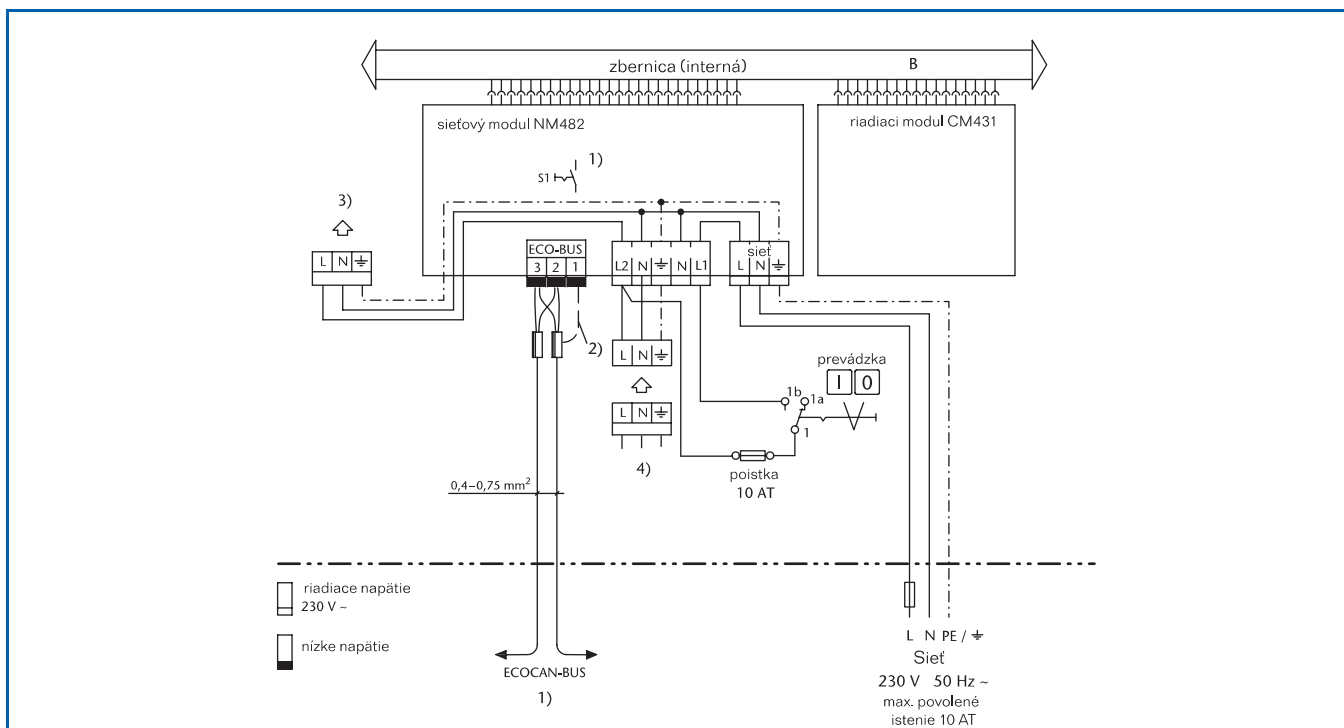 zbernica (interná) B
sieťový modul NM482
riadiaci modul CM431
S1
1)
3)
L N
ECO-BUS
3 2 1
L2 N N L1
sieť
L N
2)
L N
L N
4)
prevádzka
I 0
1b
1a
1
poistka
10 AT
0,4–0,75 mm²
riadiace napätie
230 V ~
nízke napätie
ECOCAN-BUS
1)
L N PE /
Sieť
230 V 50 Hz ~
max. povolené
istenie 10 AT